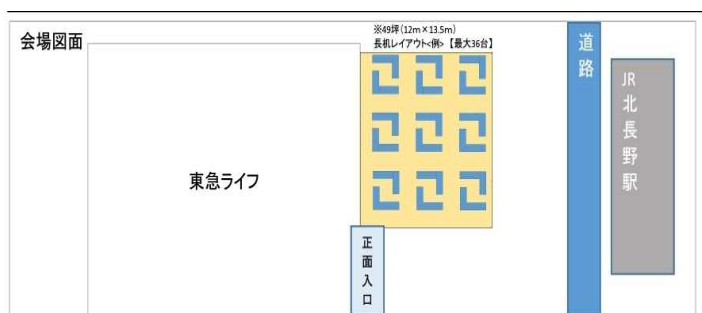 会場図面
※49坪(12m×13.5m)
長机レイアウト<例>【最大36台】
東急ライフ
正面入口
道路
JR北長野駅